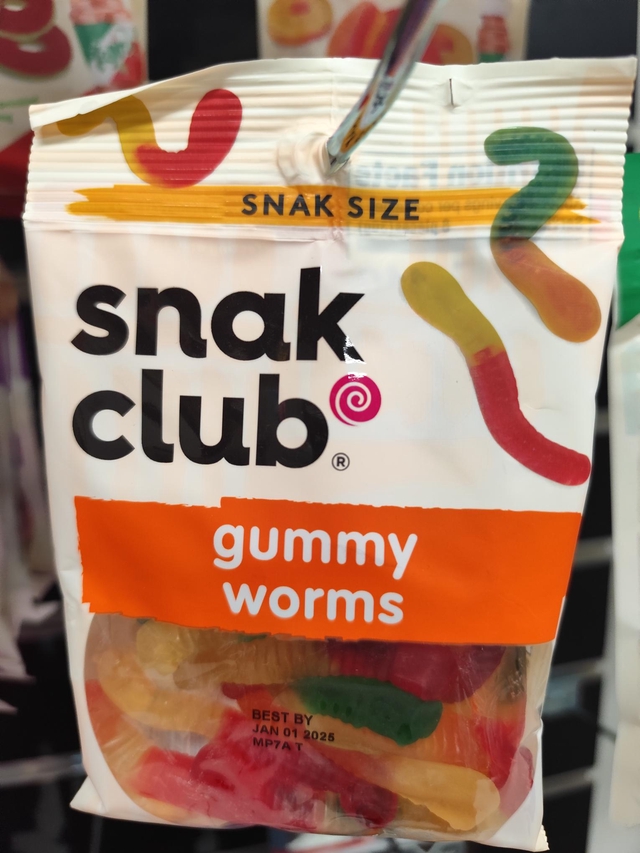 SNAK SIZE
snak
club®
gummy
worms
BEST BY
JAN 01 2025
MP7A T